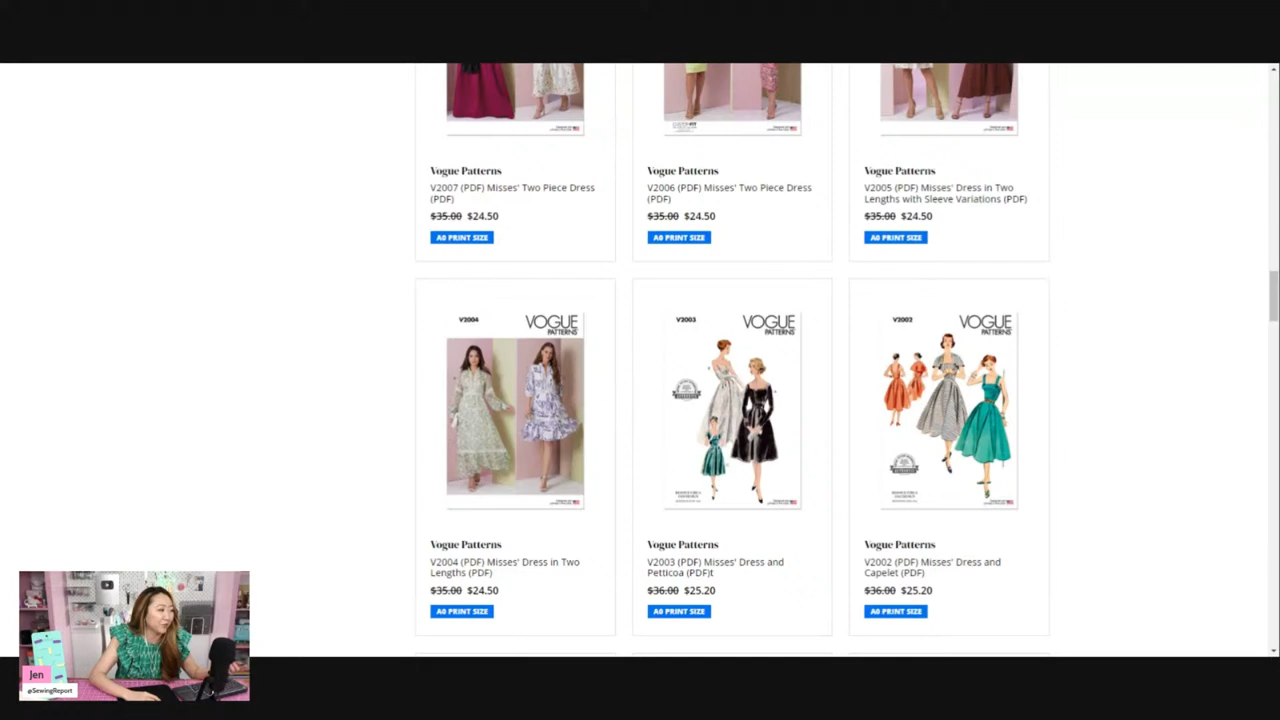 Vogue Patterns
V2007 (PDF) Misses' Two Piece Dress
(PDF)
$35.00 $24.50
A0 PRINT SIZE
Vogue Patterns
V2006 (PDF) Misses' Two Piece Dress
(PDF)
$35.00 $24.50
A0 PRINT SIZE
Vogue Patterns
V2005 (PDF) Misses' Dress in Two
Lengths with Sleeve Variations (PDF)
$35.00 $24.50
A0 PRINT SIZE
V2004
VOGUE
PATTERNS
Vogue Patterns
V2004 (PDF) Misses' Dress in Two
Lengths (PDF)
$35.00 $24.50
A0 PRINT SIZE
V2003
VOGUE
PATTERNS
Vogue Patterns
V2003 (PDF) Misses' Dress and
Petticoa (PDF)t
$36.00 $25.20
A0 PRINT SIZE
V2002
VOGUE
PATTERNS
Vogue Patterns
V2002 (PDF) Misses' Dress and
Capelet (PDF)
$36.00 $25.20
A0 PRINT SIZE
Jen
@SewingReport